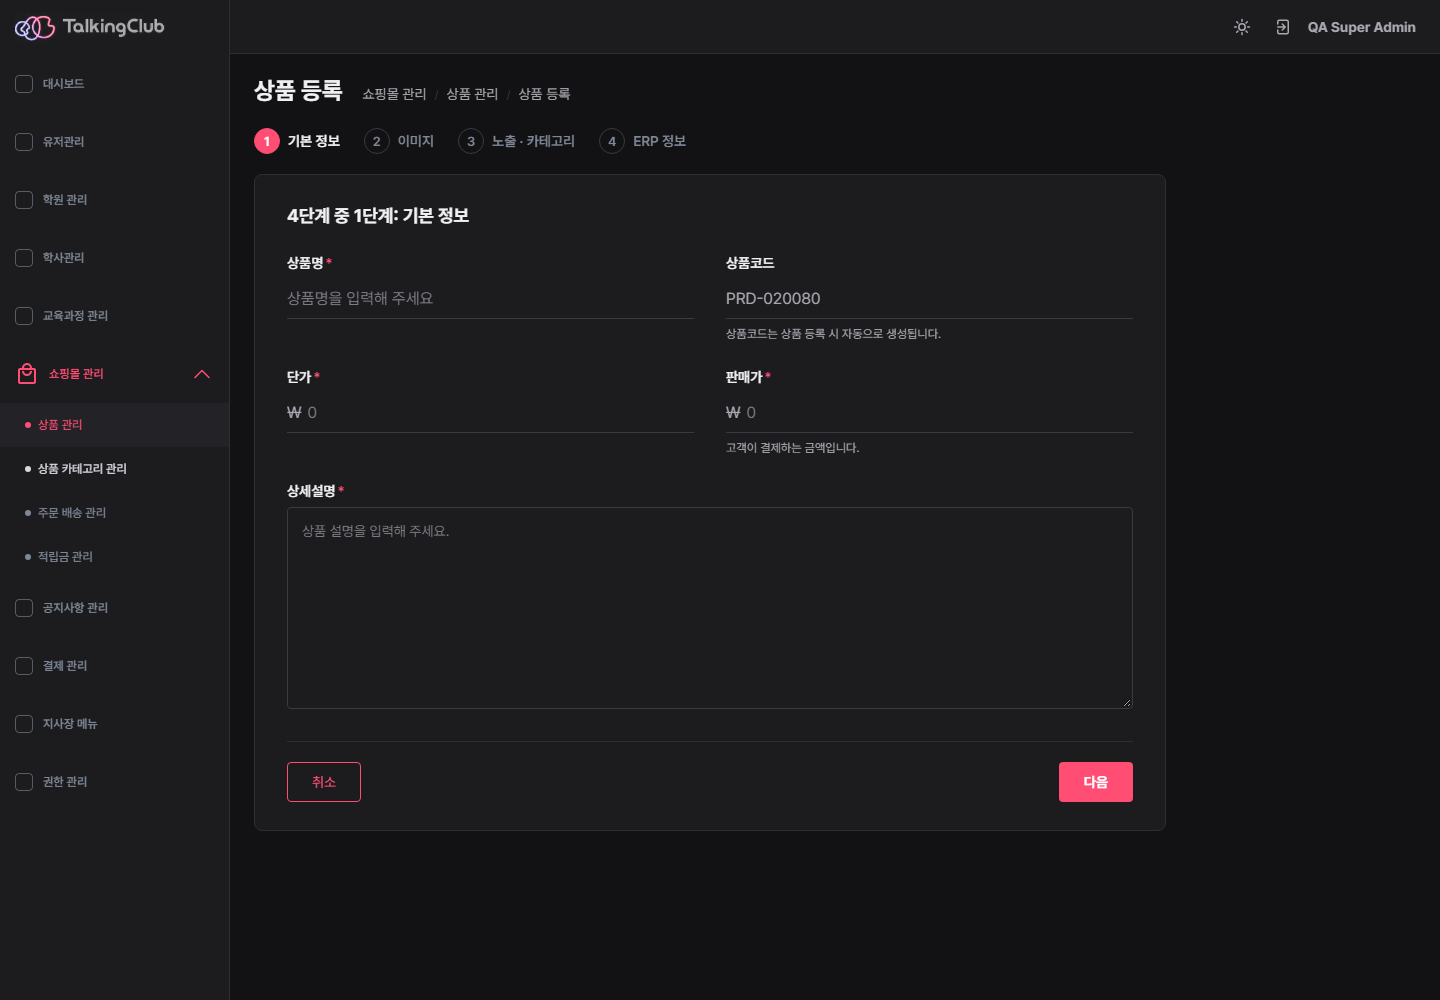 TalkingClub
QA Super Admin
대시보드
유저관리
학원 관리
학사관리
교육과정 관리
쇼핑몰 관리
상품 관리
상품 카테고리 관리
주문 배송 관리
적립금 관리
공지사항 관리
결제 관리
지사장 메뉴
권한 관리
상품 등록 쇼핑몰 관리 / 상품 관리 / 상품 등록
1 기본 정보 2 이미지 3 노출 · 카테고리 4 ERP 정보
4단계 중 1단계: 기본 정보
상품명 *
상품명을 입력해 주세요
상품코드
PRD-020080
상품코드는 상품 등록 시 자동으로 생성됩니다.
단가 *
₩ 0
판매가 *
₩ 0
고객이 결제하는 금액입니다.
상세설명 *
상품 설명을 입력해 주세요.
취소
다음